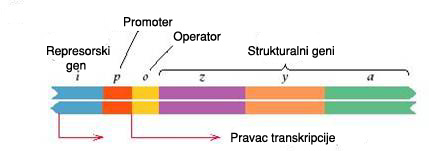 Promoter
Represorski
gen
Operator
Strukturalni geni
i p o z y a
Pravac transkripcije